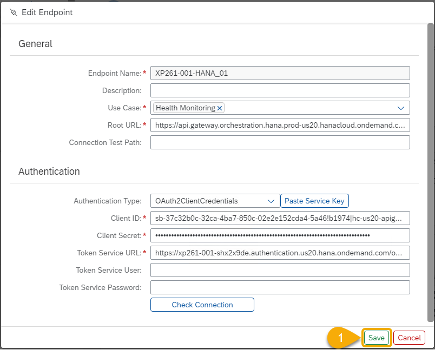 Edit Endpoint
General
Endpoint Name: XP261-001-HANA_01
Description:
Use Case:* Health Monitoring ×
Root URL:* https://api.gateway.orchestration.hana.prod-us20.hanacloud.ondemand.c...
Connection Test Path:
Authentication
Authentication Type: OAuth2ClientCredentials Paste Service Key
Client ID:* sb-37c32b0c-32ca-4ba7-850c-02e2e152cda4-5a46!b1974|hc-us20-apig...
Client Secret:*
Token Service URL:* https://xp261-001-shx2x9de.authentication.us20.hana.ondemand.com/o...
Token Service User:
Token Service Password:
Check Connection
1 Save Cancel